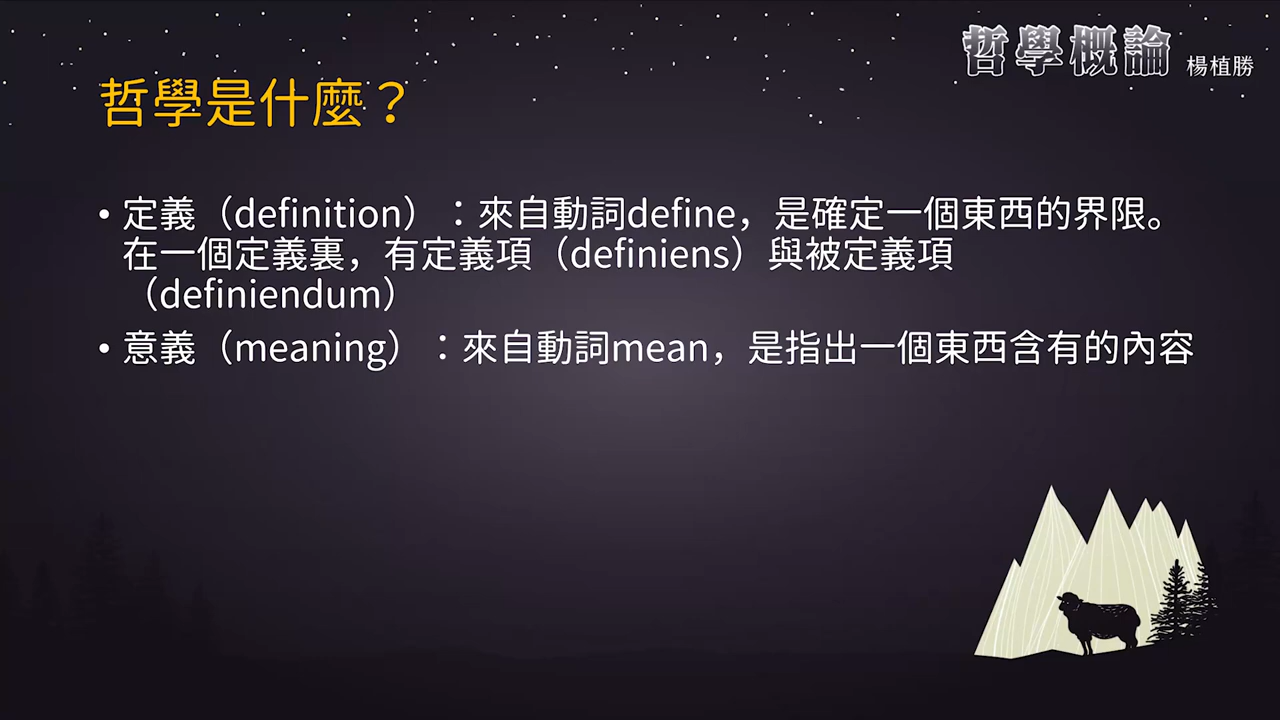 哲學概論 楊植勝
哲學是什麼？
• 定義（definition）：來自動詞define，是確定一個東西的界限。
在一個定義裏，有定義項（definiens）與被定義項
（definiendum）
• 意義（meaning）：來自動詞mean，是指出一個東西含有的內容